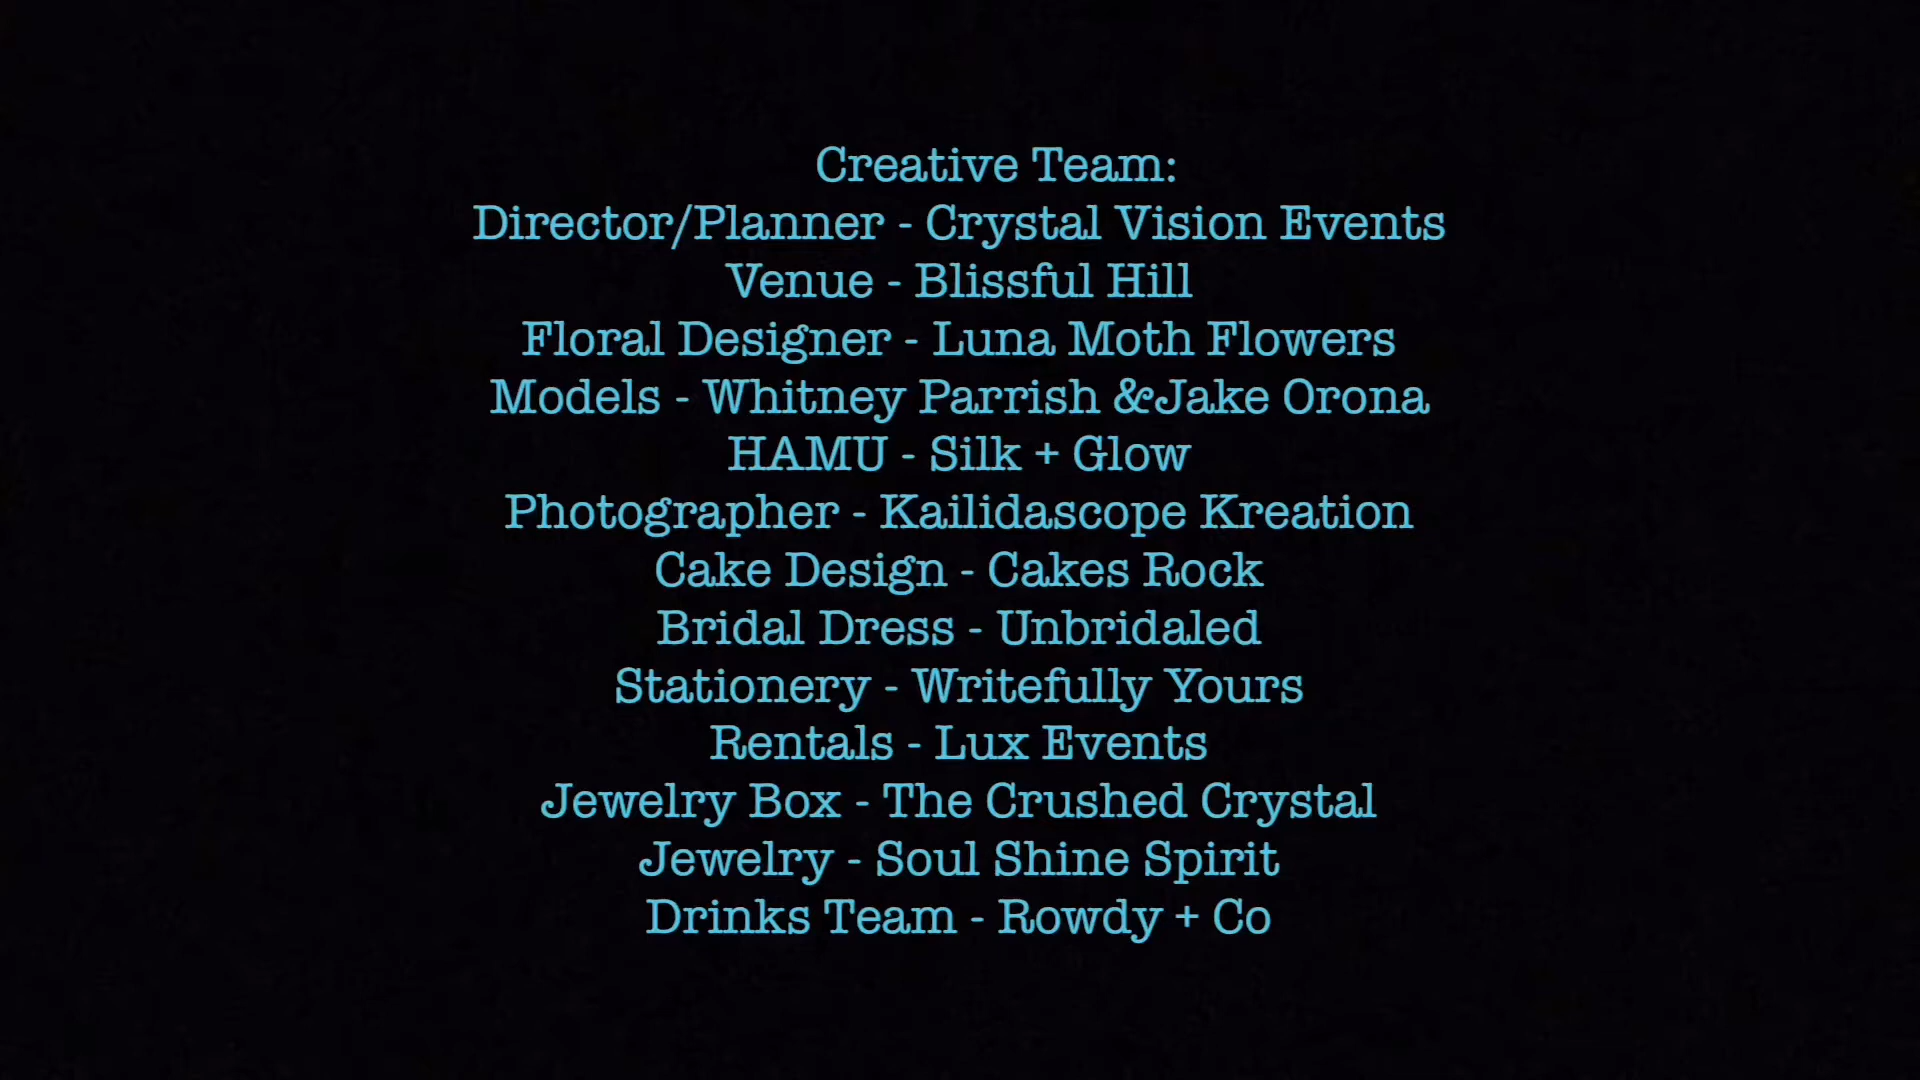 Creative Team:
Director/Planner - Crystal Vision Events
Venue - Blissful Hill
Floral Designer - Luna Moth Flowers
Models - Whitney Parrish &Jake Orona
HAMU - Silk + Glow
Photographer - Kailidascope Kreation
Cake Design - Cakes Rock
Bridal Dress - Unbridaled
Stationery - Writefully Yours
Rentals - Lux Events
Jewelry Box - The Crushed Crystal
Jewelry - Soul Shine Spirit
Drinks Team - Rowdy + Co